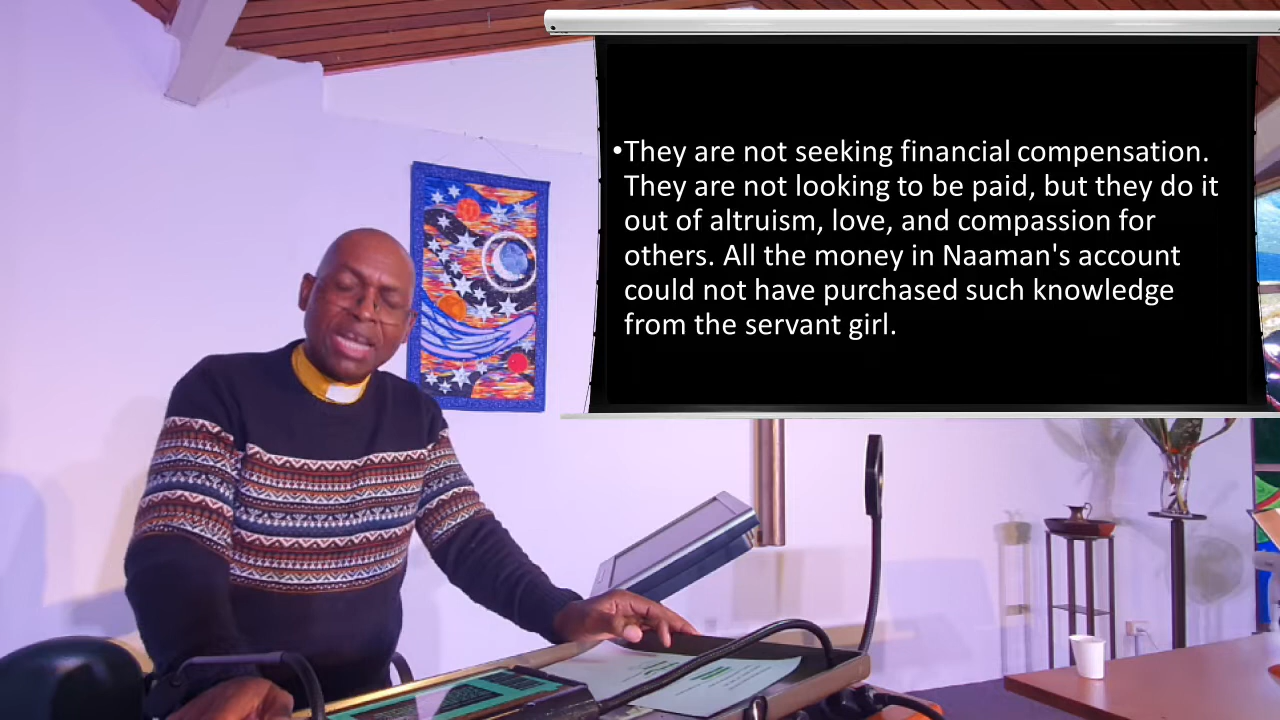 •They are not seeking financial compensation.
They are not looking to be paid, but they do it
out of altruism, love, and compassion for
others. All the money in Naaman's account
could not have purchased such knowledge
from the servant girl.